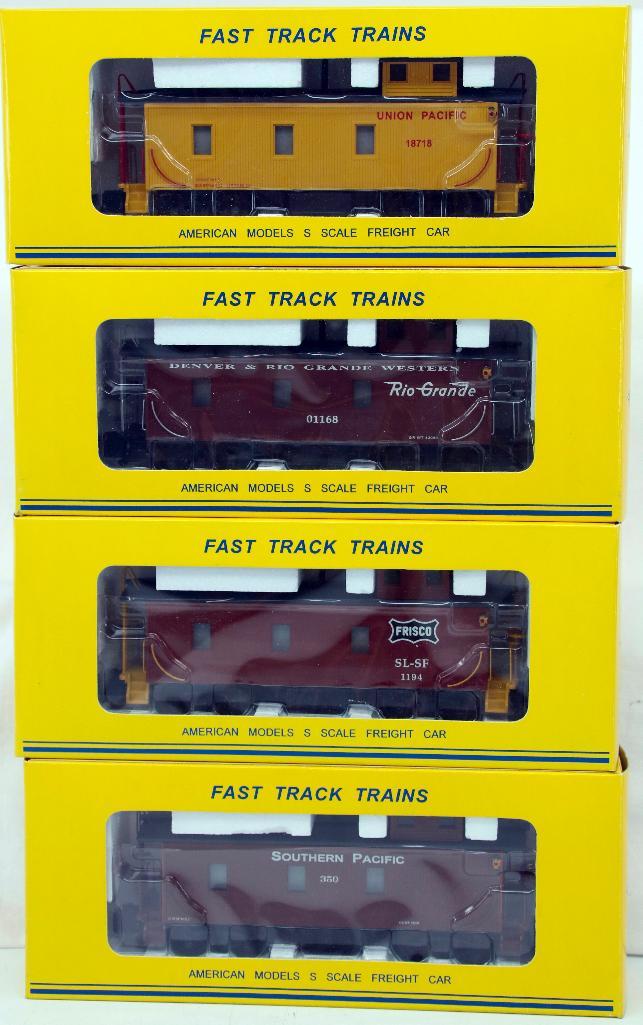 FAST TRACK TRAINS
UNION PACIFIC
18718
AMERICAN MODELS S SCALE FREIGHT CAR
FAST TRACK TRAINS
DENVER & RIO GRANDE WESTERN
Rio Grande
01168
AMERICAN MODELS S SCALE FREIGHT CAR
FAST TRACK TRAINS
FRISCO
SL-SF
1194
AMERICAN MODELS S SCALE FREIGHT CAR
FAST TRACK TRAINS
SOUTHERN PACIFIC
350
AMERICAN MODELS S SCALE FREIGHT CAR